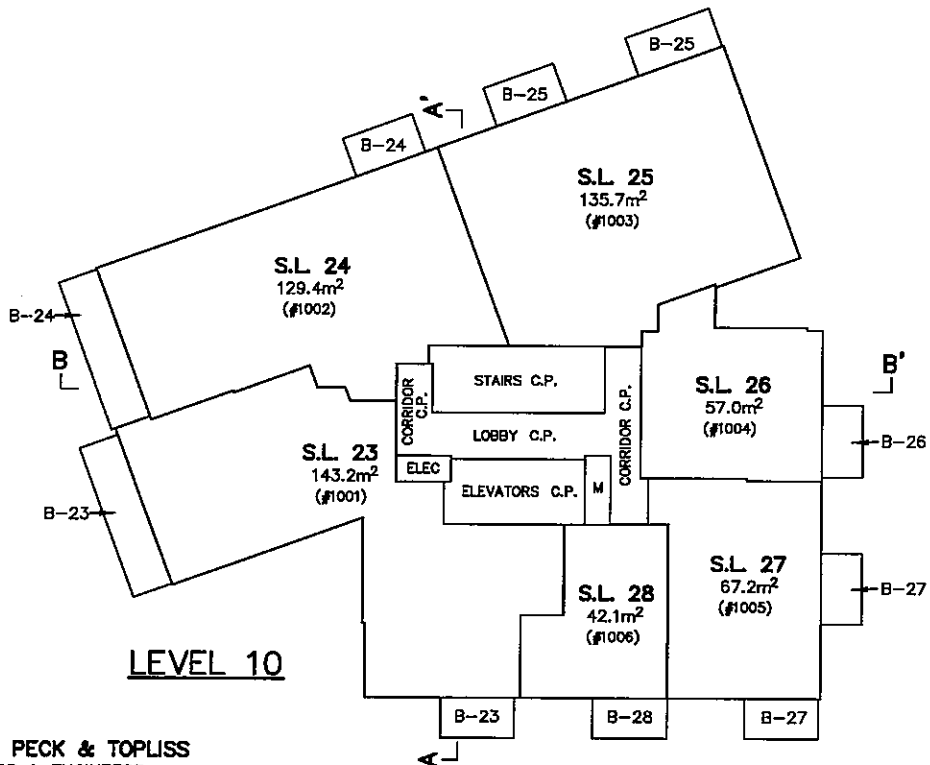 B-25
B-25
A'
B-24
S.L. 25
135.7m²
(#1003)
S.L. 24
129.4m²
(#1002)
B-24
B
B'
STAIRS C.P.
CORRIDOR
C.P.
CORRIDOR C.P.
S.L. 26
57.0m²
(#1004)
LOBBY C.P.
B-26
S.L. 23
143.2m²
(#1001)
ELEC
ELEVATORS C.P.
M
B-23
S.L. 27
67.2m²
(#1005)
B-27
S.L. 28
42.1m²
(#1006)
LEVEL 10
B-23
B-28
B-27
A
PECK & TOPLISS